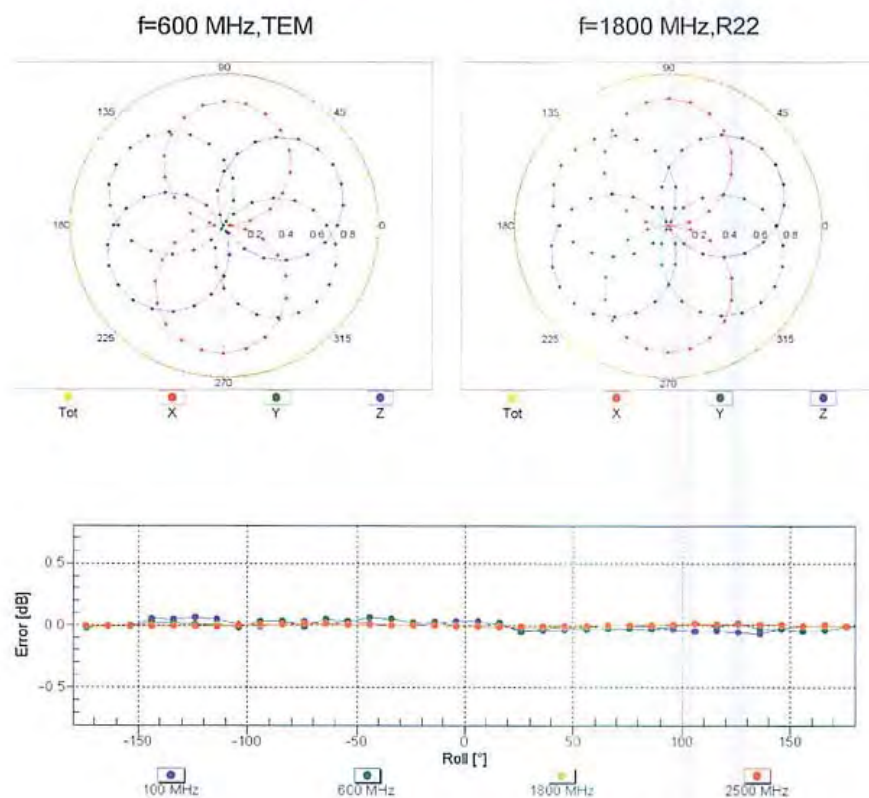 f=600 MHz,TEM
f=1800 MHz,R22
90
135
45
180
0.2 0.4 0.6 0.8
0
225
315
270
Tot X Y Z
90
135
45
180
0.2 0.4 0.6 0.8
0
225
315
270
Tot X Y Z
Error [dB]
0.5
0.0
-0.5
-150 -100 -50 0 50 100 150
Roll [°]
100 MHz 600 MHz 1800 MHz 2500 MHz